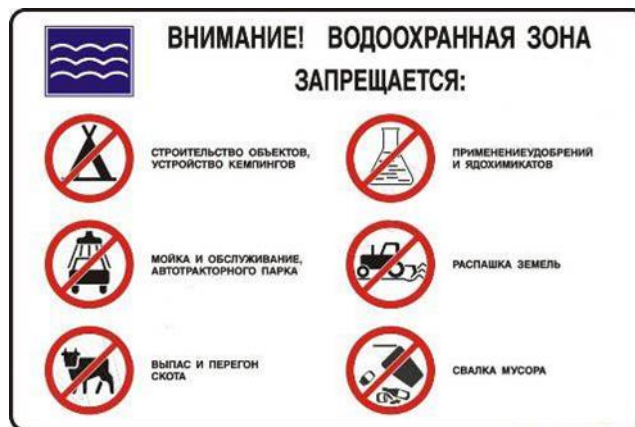 ВНИМАНИЕ! ВОДООХРАННАЯ ЗОНА
ЗАПРЕЩАЕТСЯ:
СТРОИТЕЛЬСТВО ОБЪЕКТОВ,
УСТРОЙСТВО КЕМПИНГОВ
ПРИМЕНЕНИЕУДОБРЕНИЙ
И ЯДОХИМИКАТОВ
МОЙКА И ОБСЛУЖИВАНИЕ,
АВТОТРАКТОРНОГО ПАРКА
РАСПАШКА ЗЕМЕЛЬ
ВЫПАС И ПЕРЕГОН
СКОТА
СВАЛКА МУСОРА